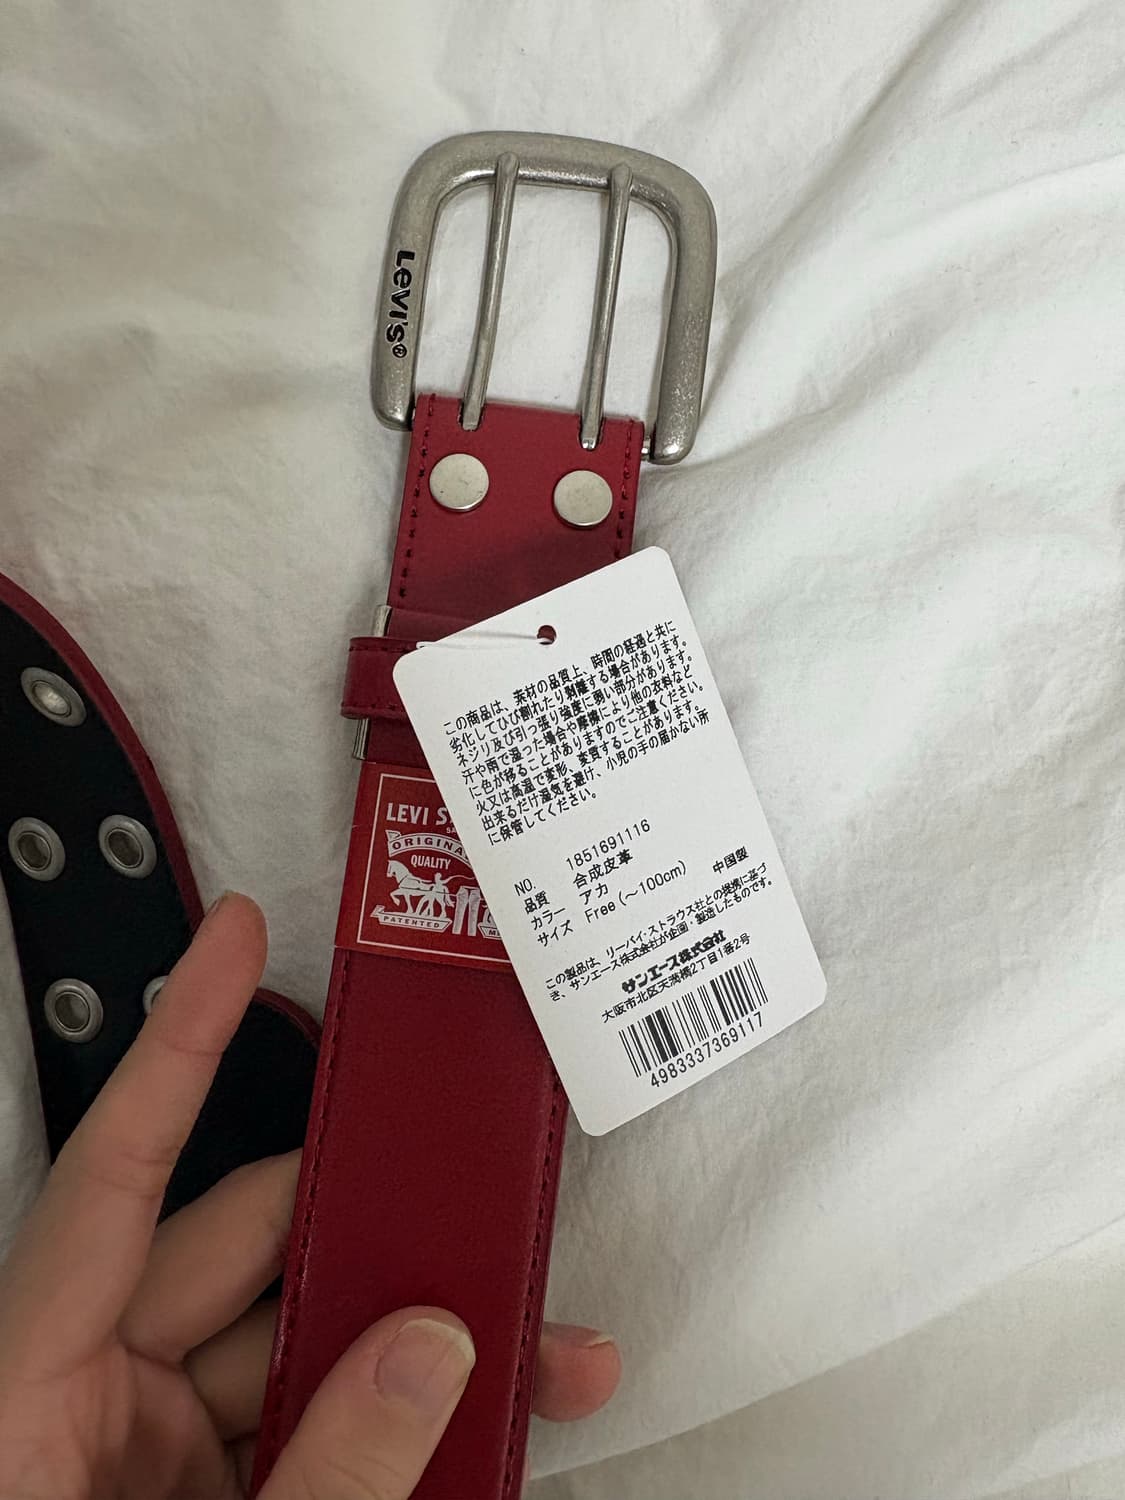 Levi's®
この商品は、素材の品質上、時間の経過と共に
劣化してひび割れたり剥離する場合があります。
ネジリ及び引っ張り強度に弱い部分があります。
汗や雨で湿った場合や摩擦により他の衣料など
に色が移ることがありますのでご注意ください。
火又は高温で変形、変質することがあります。
出来るだけ湿気を避け、小児の手の届かない所
に保管してください。
NO. 1851691116
品質 合成皮革 中国製
カラー アカ
サイズ Free (～100cm)
この製品は、リーバイ・ストラウス社との提携に基づ
き、サンエース株式会社が企画・製造したものです。
サンエース株式会社
大阪市北区天満橋2丁目1番2号
4983337369117
LEVI
ORIGINA
QUALITY
PATENTED